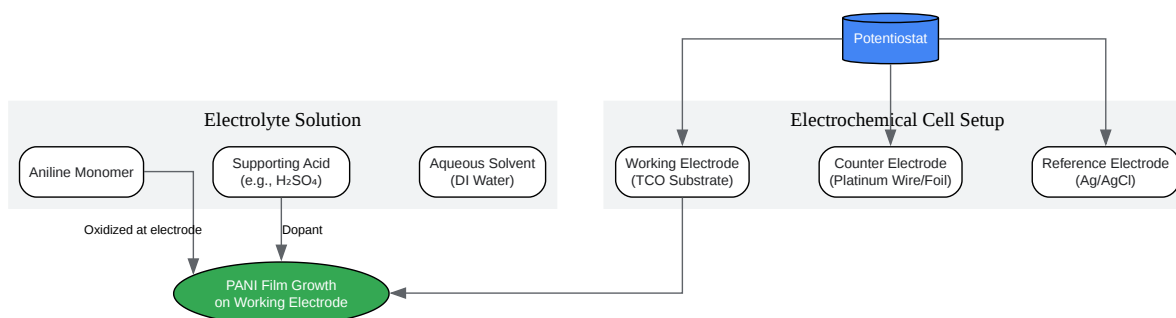 Potentiostat
Electrolyte Solution
Electrochemical Cell Setup
Aniline Monomer
Supporting Acid
(e.g., H₂SO₄)
Aqueous Solvent
(DI Water)
Working Electrode
(TCO Substrate)
Counter Electrode
(Platinum Wire/Foil)
Reference Electrode
(Ag/AgCl)
Oxidized at electrode
Dopant
PANI Film Growth
on Working Electrode